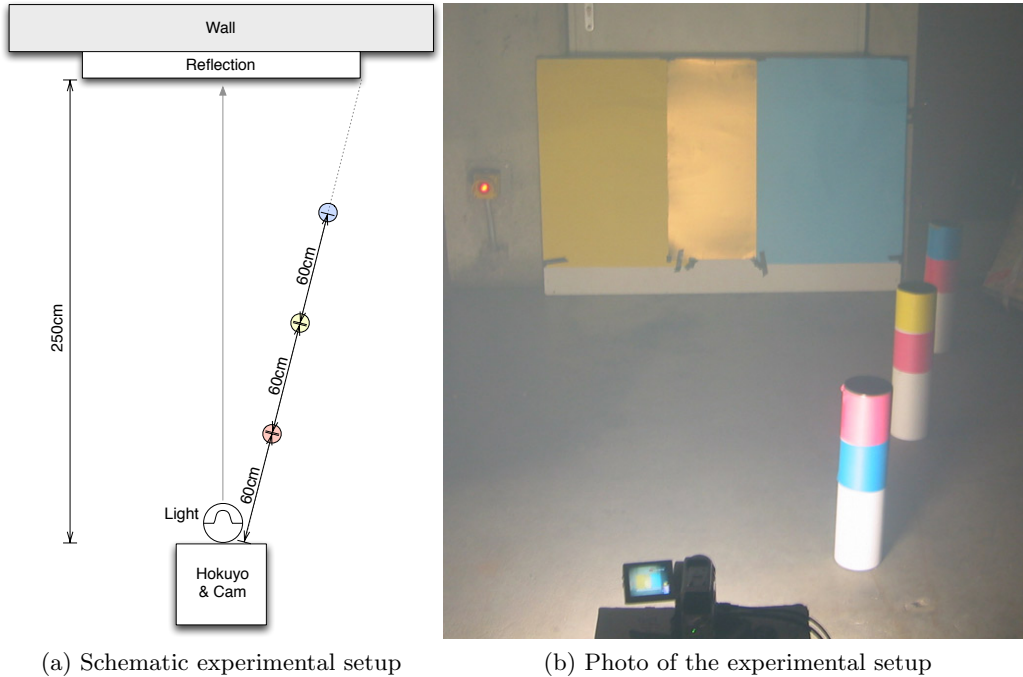 Wall
Reflection
250cm
60cm
60cm
60cm
Light
Hokuyo
& Cam
(a) Schematic experimental setup
(b) Photo of the experimental setup